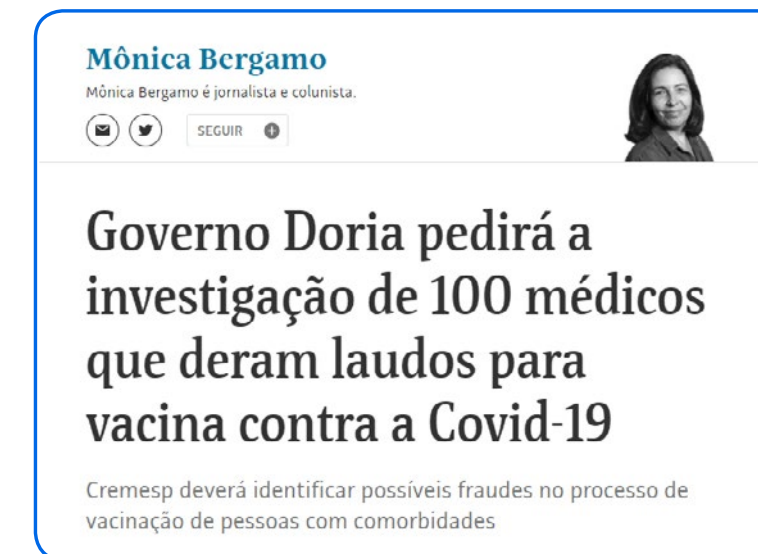 Mônica Bergamo
Mônica Bergamo é jornalista e colunista.
SEGUIR
Governo Doria pedirá a
investigação de 100 médicos
que deram laudos para
vacina contra a Covid-19
Cremesp deverá identificar possíveis fraudes no processo de
vacinação de pessoas com comorbidades